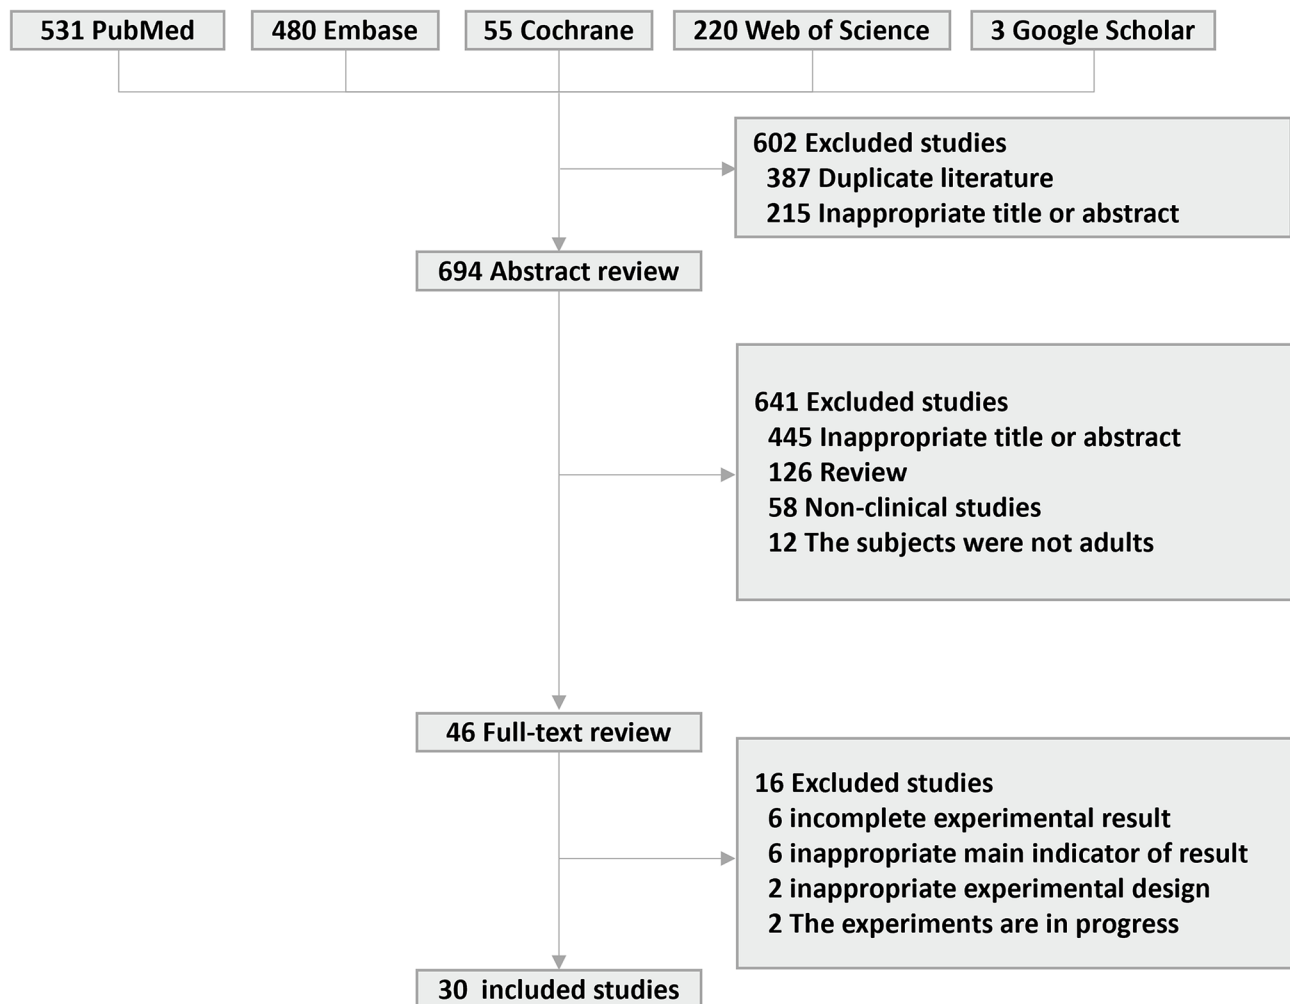 531 PubMed
480 Embase
55 Cochrane
220 Web of Science
3 Google Scholar
602 Excluded studies
387 Duplicate literature
215 Inappropriate title or abstract
694 Abstract review
641 Excluded studies
445 Inappropriate title or abstract
126 Review
58 Non-clinical studies
12 The subjects were not adults
46 Full-text review
16 Excluded studies
6 incomplete experimental result
6 inappropriate main indicator of result
2 inappropriate experimental design
2 The experiments are in progress
30 included studies